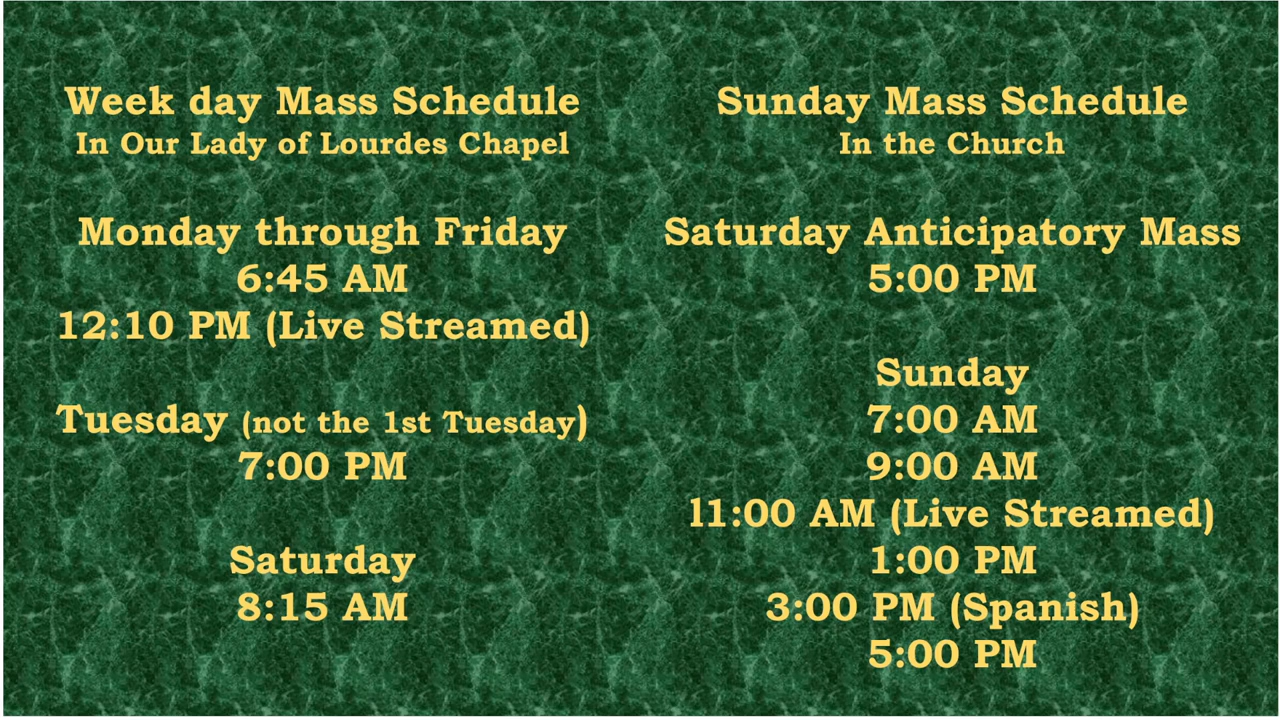 Week day Mass Schedule
In Our Lady of Lourdes Chapel
Monday through Friday
6:45 AM
12:10 PM (Live Streamed)
Tuesday (not the 1st Tuesday)
7:00 PM
Saturday
8:15 AM
Sunday Mass Schedule
In the Church
Saturday Anticipatory Mass
5:00 PM
Sunday
7:00 AM
9:00 AM
l1:00 AM (Live Streamed)
1:00 PM
3:00 PM (Spanish)
5:00 PM